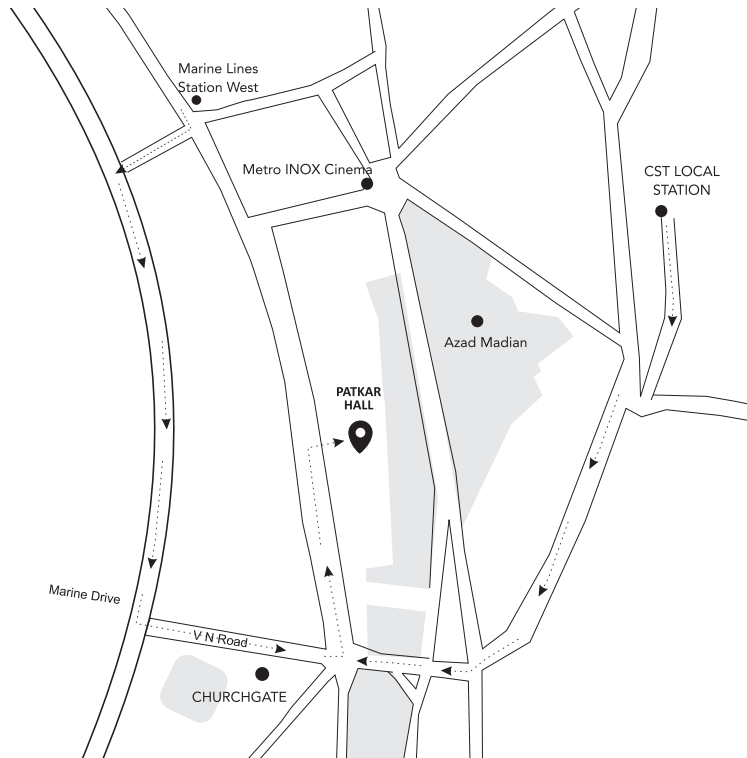 Marine Lines
Station West
Metro INOX Cinema
CST LOCAL
STATION
Azad Madian
PATKAR
HALL
Marine Drive
V N Road
CHURCHGATE